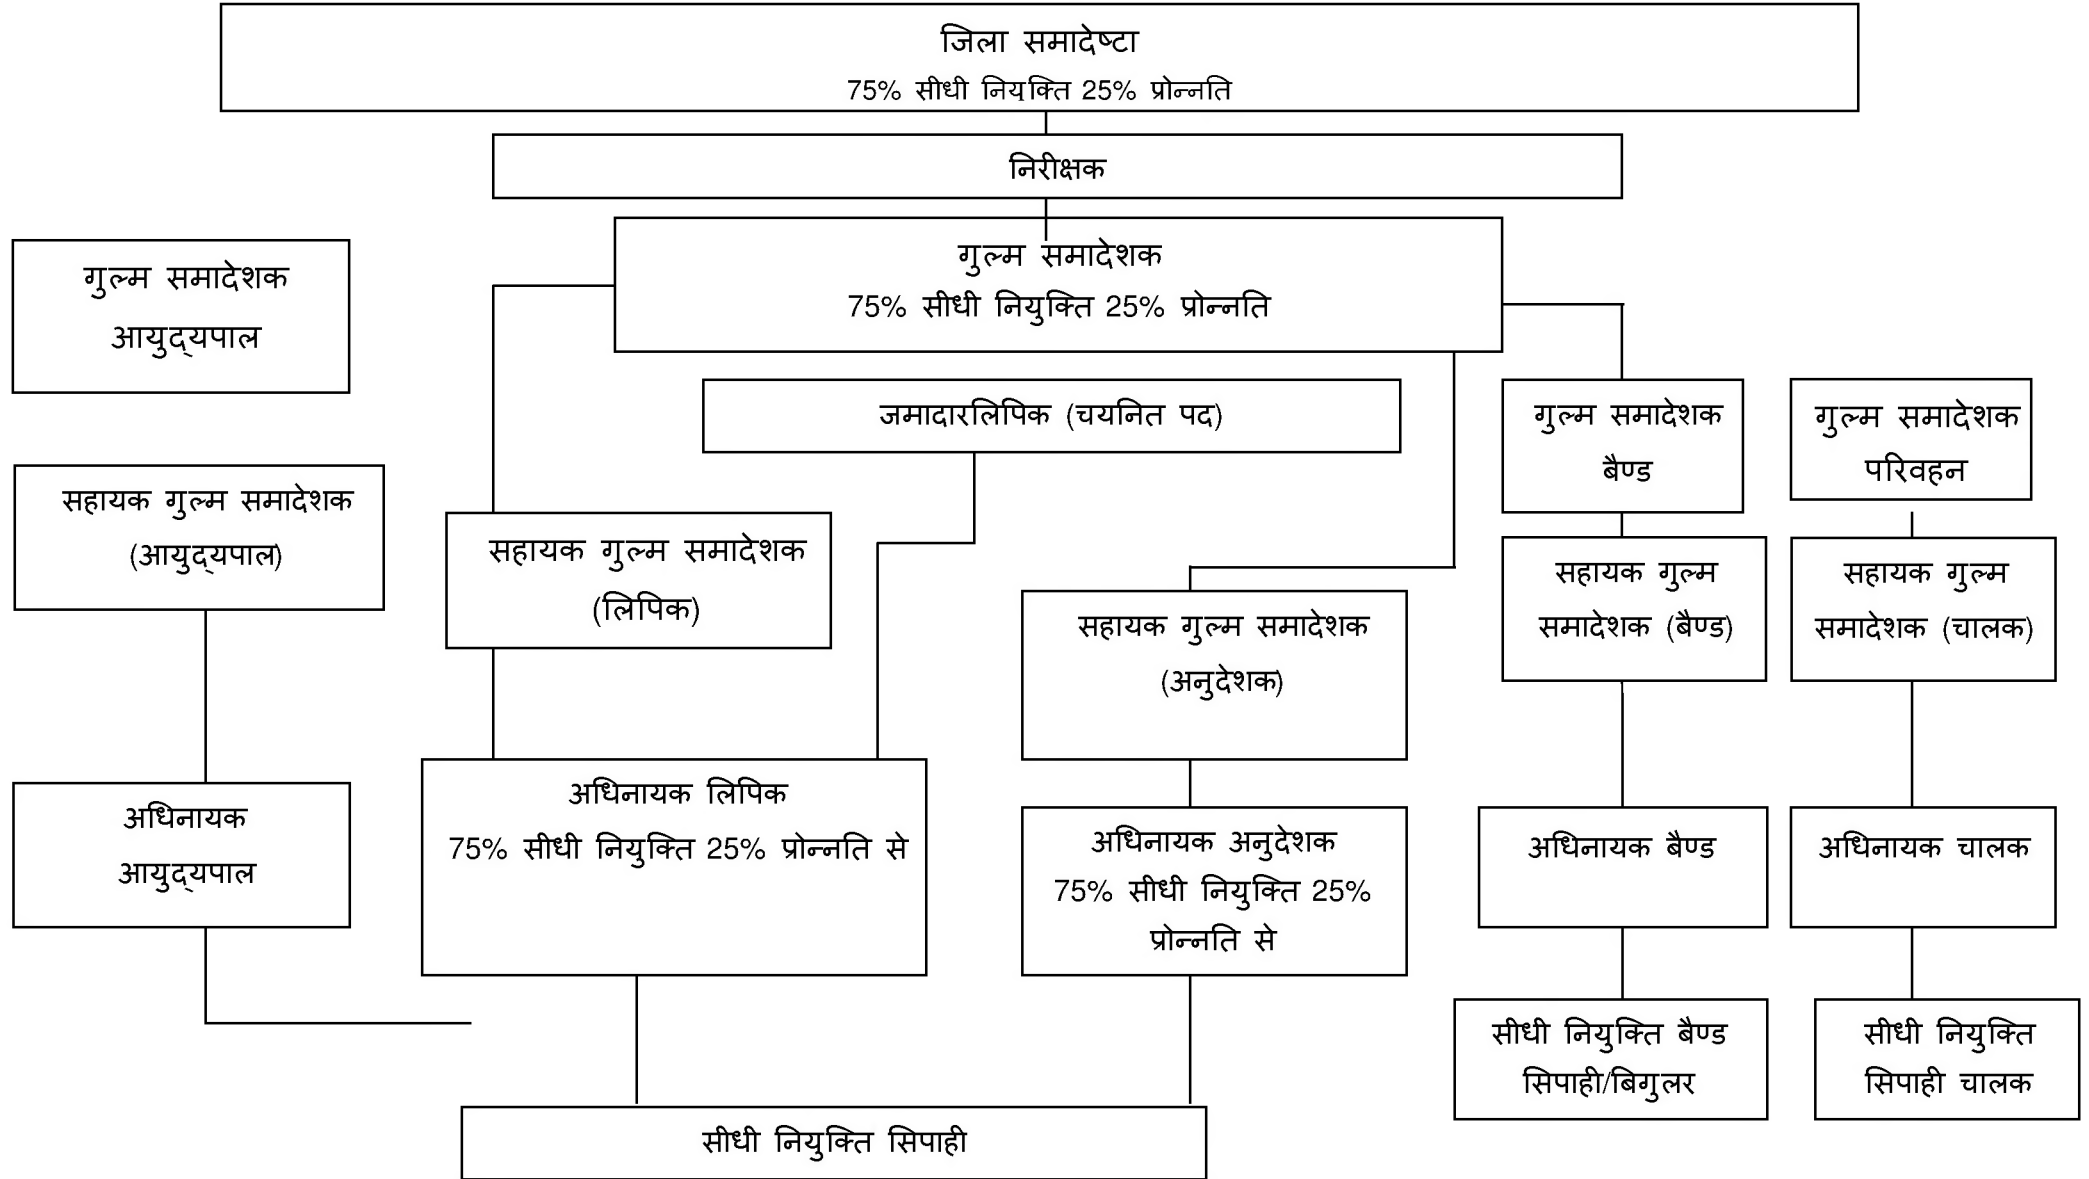 जिला समादेष्टा
75% सीधी नियुक्ति 25% प्रोन्नति
निरीक्षक
गुल्म समादेशक
75% सीधी नियुक्ति 25% प्रोन्नति
गुल्म समादेशक
आयुद्यपाल
जमादारलिपिक (चयनित पद)
गुल्म समादेशक
बैण्ड
गुल्म समादेशक
परिवहन
सहायक गुल्म समादेशक
(आयुद्यपाल)
सहायक गुल्म समादेशक
(लिपिक)
सहायक गुल्म समादेशक
(अनुदेशक)
सहायक गुल्म
समादेशक (बैण्ड)
सहायक गुल्म
समादेशक (चालक)
अधिनायक
आयुद्यपाल
अधिनायक लिपिक
75% सीधी नियुक्ति 25% प्रोन्नति से
अधिनायक अनुदेशक
75% सीधी नियुक्ति 25%
प्रोन्नति से
अधिनायक बैण्ड
अधिनायक चालक
सीधी नियुक्ति बैण्ड
सिपाही/बिगुलर
सीधी नियुक्ति
सिपाही चालक
सीधी नियुक्ति सिपाही